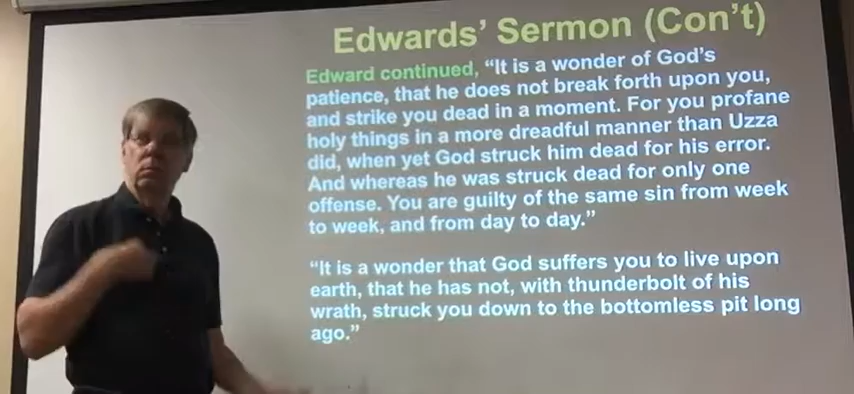 Edwards' Sermon (Con't)
Edward continued, “It is a wonder of God's
patience, that he does not break forth upon you,
and strike you dead in a moment. For you profane
holy things in a more dreadful manner than Uzza
did, when yet God struck him dead for his error.
And whereas he was struck dead for only one
offense. You are guilty of the same sin from week
to week, and from day to day.”
“It is a wonder that God suffers you to live upon
earth, that he has not, with thunderbolt of his
wrath, struck you down to the bottomless pit long
ago.”